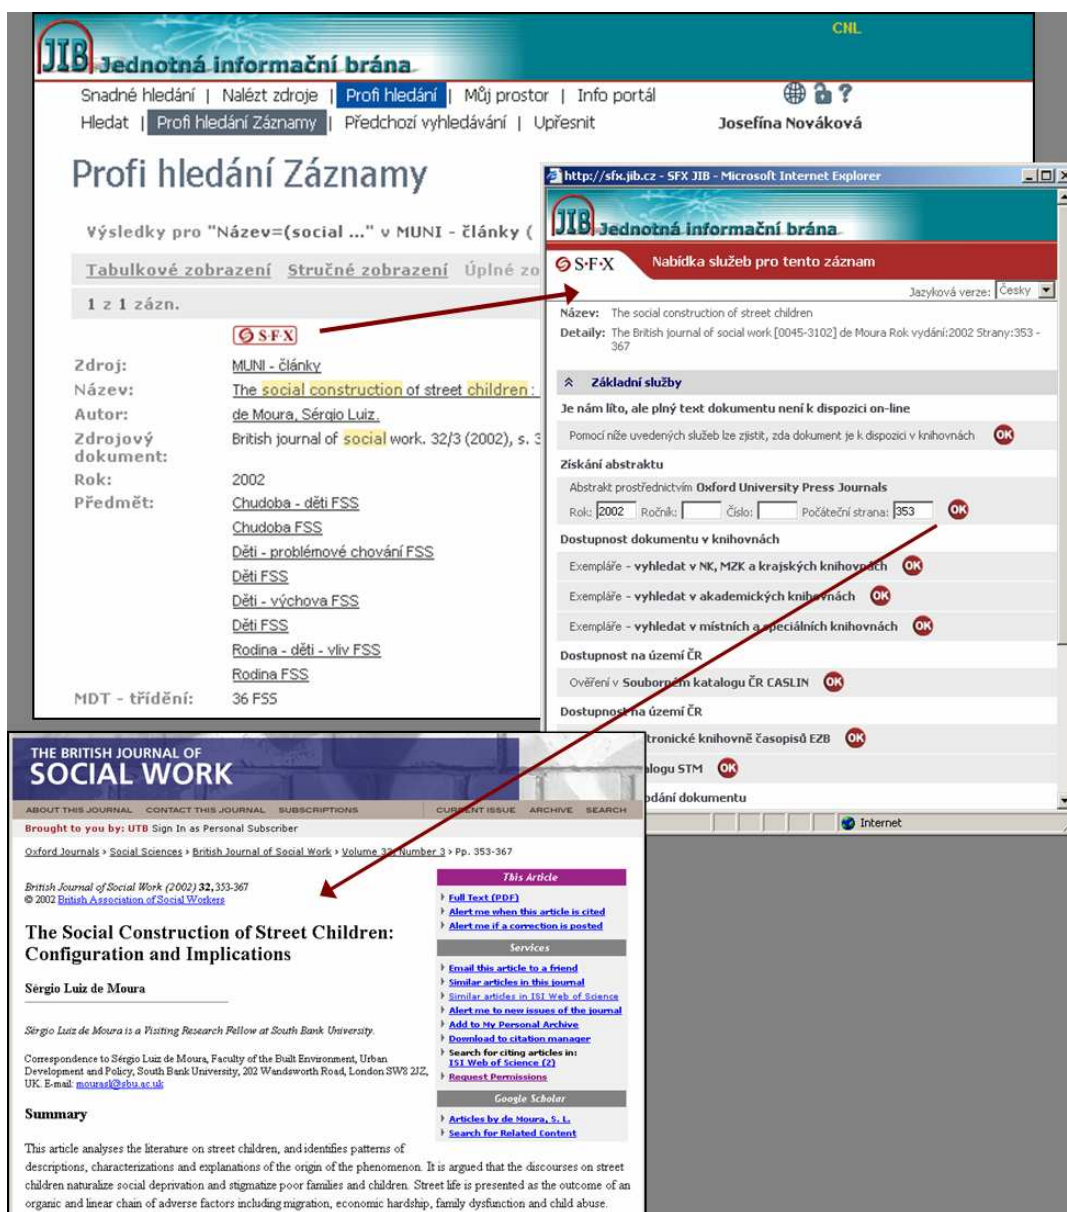 CNL
JIB Jednotná informační brána
Snadné hledání | Nalézt zdroje | Profi hledání | Můj prostor | Info portál
Hledat | Profi hledání Záznamy | Předchozí vyhledávání | Upřesnit
Josefína Nováková
Profi hledání Záznamy
Výsledky pro "Název=(social ..." v MUNI - články (
Tabulkové zobrazení Stručné zobrazení Úplné zo
1 z 1 zázn.
S·F·X
Zdroj: MUNI - články
Název: The social construction of street children :
Autor: de Moura, Sérgio Luiz.
Zdrojový dokument: British journal of social work. 32/3 (2002), s. 3
Rok: 2002
Předmět: Chudoba - děti FSS
Chudoba FSS
Děti - problémové chování FSS
Děti FSS
Děti - výchova FSS
Děti FSS
Rodina - děti - vliv FSS
Rodina FSS
MDT - třídění: 36 FSS
http://sfx.jib.cz - SFX JIB - Microsoft Internet Explorer
JIB Jednotná informační brána
S·F·X Nabídka služeb pro tento záznam
Jazyková verze: Česky
Název: The social construction of street children
Detaily: The British journal of social work [0045-3102] de Moura Rok vydání:2002 Strany:353 -
367
Základní služby
Je nám líto, ale plný text dokumentu není k dispozici on-line
Pomocí níže uvedených služeb lze zjistit, zda dokument je k dispozici v knihovnách OK
Získání abstraktu
Abstrakt prostřednictvím Oxford University Press Journals
Rok: 2002 Ročník: Číslo: Počáteční strana: 353 OK
Dostupnost dokumentu v knihovnách
Exempláře - vyhledat v NK, MZK a krajských knihovnách OK
Exempláře - vyhledat v akademických knihovnách OK
Exempláře - vyhledat v místních a speciálních knihovnách OK
Dostupnost na území ČR
Ověření v Souborném katalogu ČR CASLIN OK
Dostupnost na území ČR
tronické knihovně časopisů EZB OK
alogu STM OK
odání dokumentu
Internet
THE BRITISH JOURNAL OF
SOCIAL WORK
ABOUT THIS JOURNAL CONTACT THIS JOURNAL SUBSCRIPTIONS CURRENT ISSUE ARCHIVE SEARCH
Brought to you by: UTB Sign In as Personal Subscriber
Oxford Journals > Social Sciences > British Journal of Social Work > Volume 32, Number 3 > Pp. 353-367
British Journal of Social Work (2002) 32, 353-367
© 2002 British Association of Social Workers
The Social Construction of Street Children:
Configuration and Implications
Sérgio Luiz de Moura
Sérgio Luiz de Moura is a Visiting Research Fellow at South Bank University.
Correspondence to Sérgio Luiz de Moura, Faculty of the Built Environment, Urban
Development and Policy, South Bank University, 202 Wandsworth Road, London SW8 2JZ,
UK. E-mail: mourasl@sbu.ac.uk
This Article
Full Text (PDF)
Alert me when this article is cited
Alert me if a correction is posted
Services
Email this article to a friend
Similar articles in this journal
Similar articles in ISI Web of Science
Alert me to new issues of the journal
Add to My Personal Archive
Download to citation manager
Search for citing articles in:
ISI Web of Science (2)
Request Permissions
Google Scholar
Articles by de Moura, S. L.
Search for Related Content
Summary
This article analyses the literature on street children, and identifies patterns of
descriptions, characterizations and explanations of the origin of the phenomenon. It is argued that the discourses on street
children naturalize social deprivation and stigmatize poor families and children. Street life is presented as the outcome of an
organic and linear chain of adverse factors including migration, economic hardship, family dysfunction and child abuse.